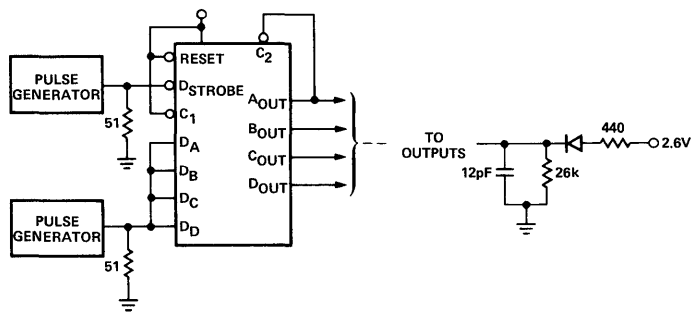 PULSE
GENERATOR
51
PULSE
GENERATOR
51
RESET
DSTROBE
C1
DA
DB
DC
DD
C2
AOUT
BOUT
COUT
DOUT
TO
OUTPUTS
12pF
26k
440
2.6V